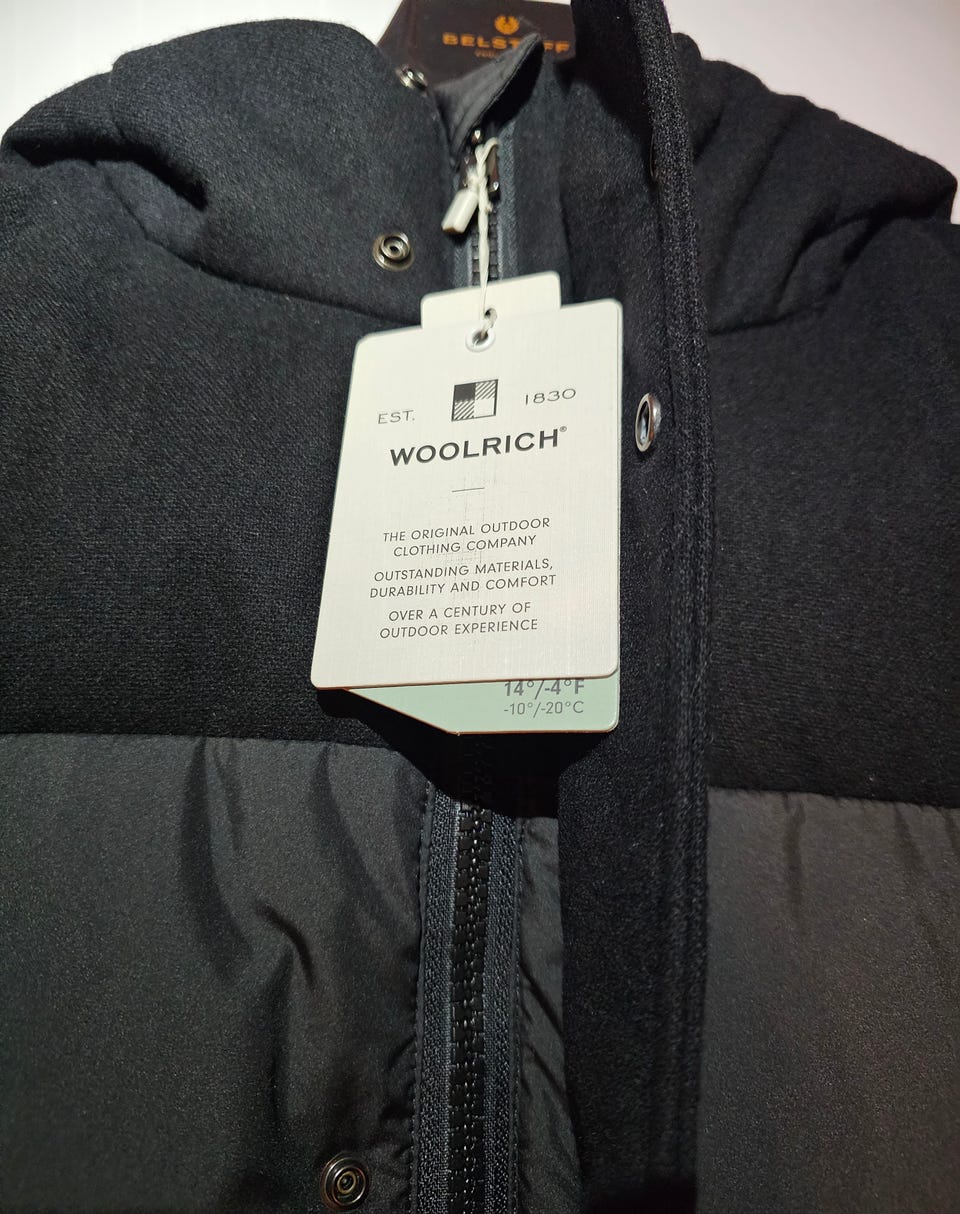 BELSTAFF
EST.
1830
WOOLRICH®
THE ORIGINAL OUTDOOR
CLOTHING COMPANY
OUTSTANDING MATERIALS,
DURABILITY AND COMFORT
OVER A CENTURY OF
OUTDOOR EXPERIENCE
14°/-4°F
-10°/-20°C